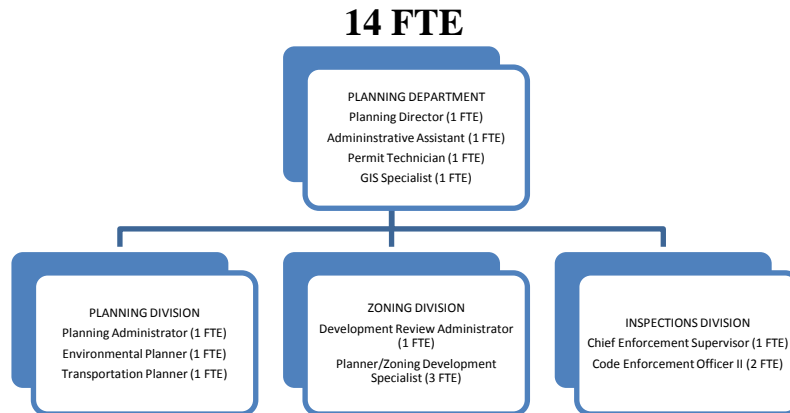 14 FTE
PLANNING DEPARTMENT
Planning Director (1 FTE)
Admininstrative Assistant (1 FTE)
Permit Technician (1 FTE)
GIS Specialist (1 FTE)
PLANNING DIVISION
Planning Administrator (1 FTE)
Environmental Planner (1 FTE)
Transportation Planner (1 FTE)
ZONING DIVISION
Development Review Administrator
(1 FTE)
Planner/Zoning Development
Specialist (3 FTE)
INSPECTIONS DIVISION
Chief Enforcement Supervisor (1 FTE)
Code Enforcement Officer II (2 FTE)